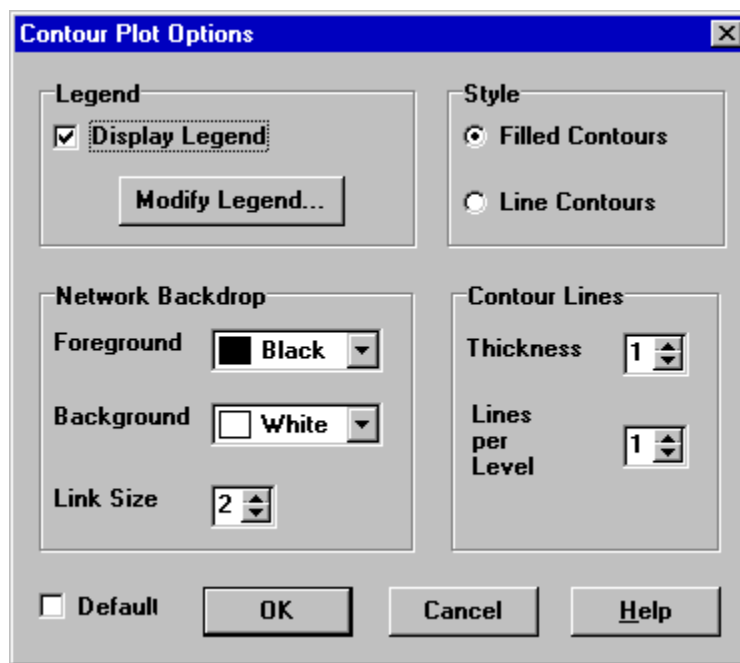 Contour Plot Options
Legend
Display Legend
Modify Legend...
Style
Filled Contours
Line Contours
Network Backdrop
Foreground
Black
Background
White
Link Size
2
Contour Lines
Thickness
1
Lines
per
Level
1
Default
OK
Cancel
Help